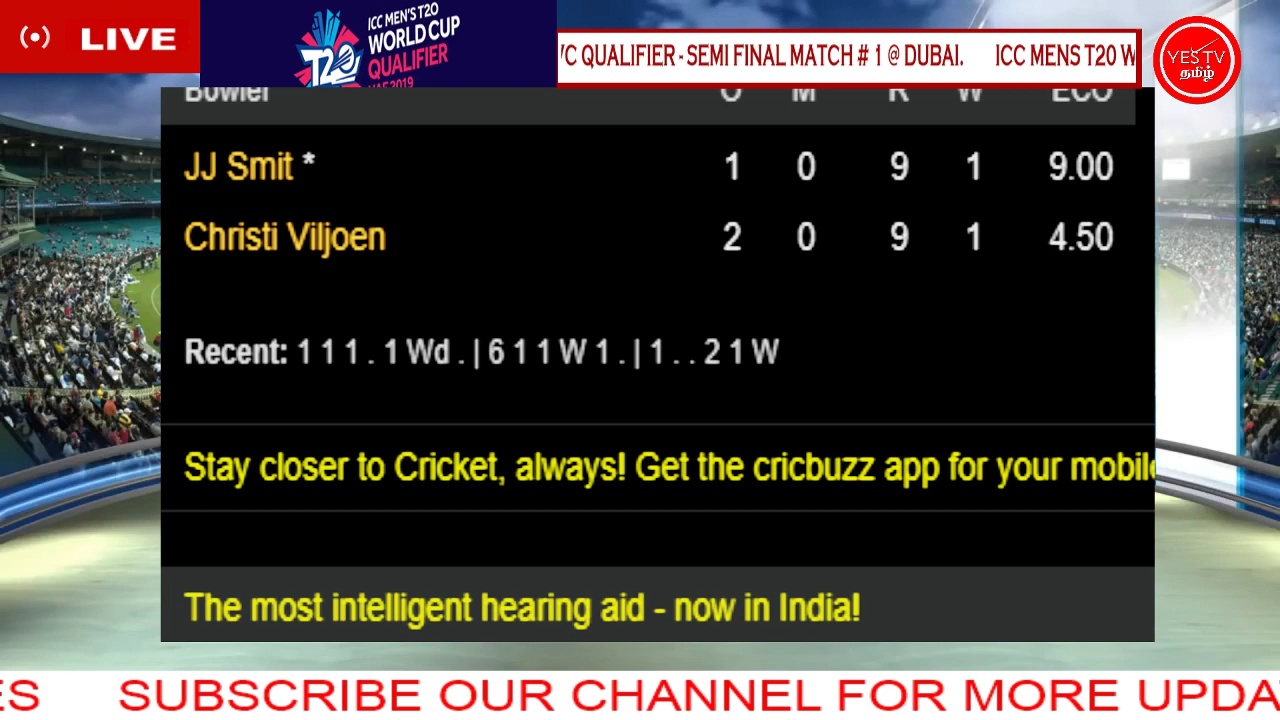 LIVE
ICC MEN'S T20
WORLD CUP
QUALIFIER
UAE 2019
T20
C QUALIFIER - SEMI FINAL MATCH # 1 @ DUBAI. ICC MENS T20 W
YES TV
தமிழ்
Bowler O M R W ECO
JJ Smit * 1 0 9 1 9.00
Christi Viljoen 2 0 9 1 4.50
Recent: 1 1 1 . 1 Wd . | 6 1 1 W 1 . | 1 . . 2 1 W
Stay closer to Cricket, always! Get the cricbuzz app for your mobile
The most intelligent hearing aid - now in India!
ES SUBSCRIBE OUR CHANNEL FOR MORE UPDA